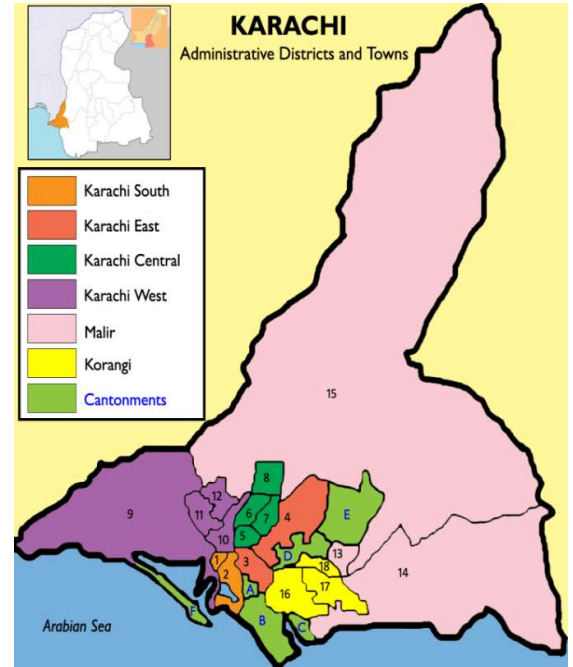 KARACHI
Administrative Districts and Towns
Karachi South
Karachi East
Karachi Central
Karachi West
Malir
Korangi
Cantonments
15
8
12
9
11
6
7
4
E
10
5
D
13
1
3
18
14
2
A
17
16
F
B
C
Arabian Sea